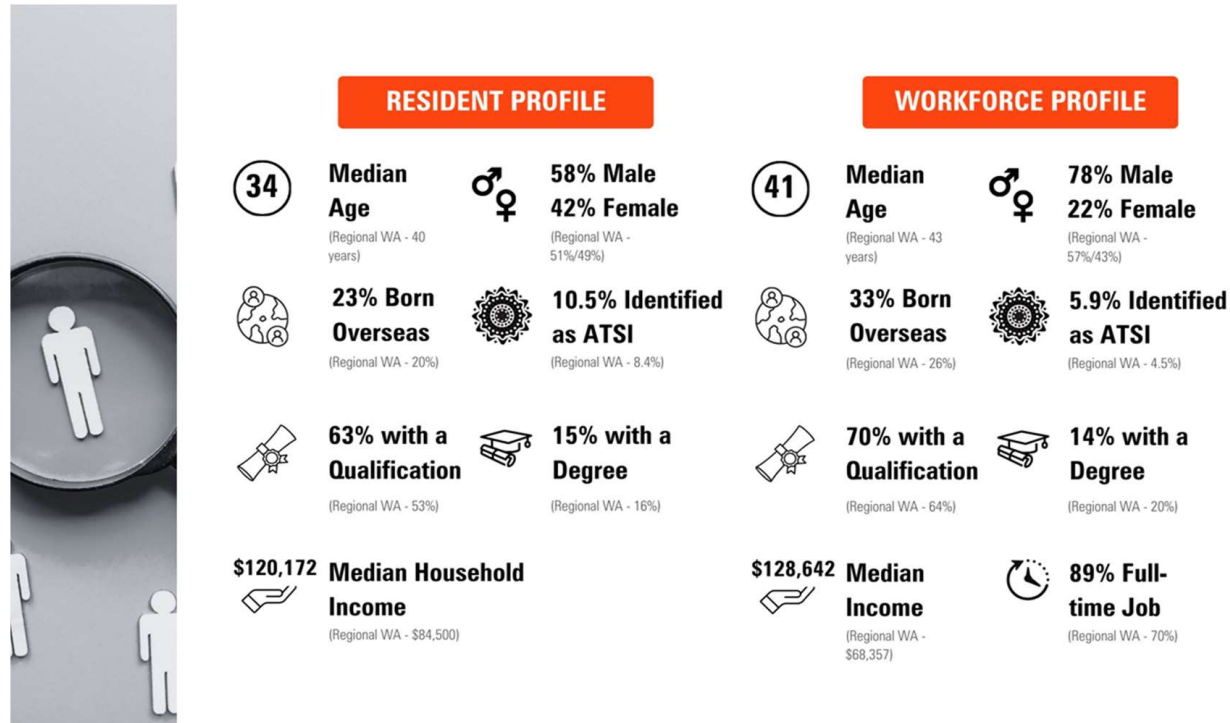 RESIDENT PROFILE
34
Median
Age
(Regional WA - 40
years)
58% Male
42% Female
(Regional WA -
51%/49%)
23% Born
Overseas
(Regional WA - 20%)
10.5% Identified
as ATSI
(Regional WA - 8.4%)
63% with a
Qualification
(Regional WA - 53%)
15% with a
Degree
(Regional WA - 16%)
$120,172
Median Household
Income
(Regional WA - $84,500)
WORKFORCE PROFILE
41
Median
Age
(Regional WA - 43
years)
78% Male
22% Female
(Regional WA -
57%/43%)
33% Born
Overseas
(Regional WA - 26%)
5.9% Identified
as ATSI
(Regional WA - 4.5%)
70% with a
Qualification
(Regional WA - 64%)
14% with a
Degree
(Regional WA - 20%)
$128,642
Median
Income
(Regional WA -
$68,357)
89% Full-
time Job
(Regional WA - 70%)